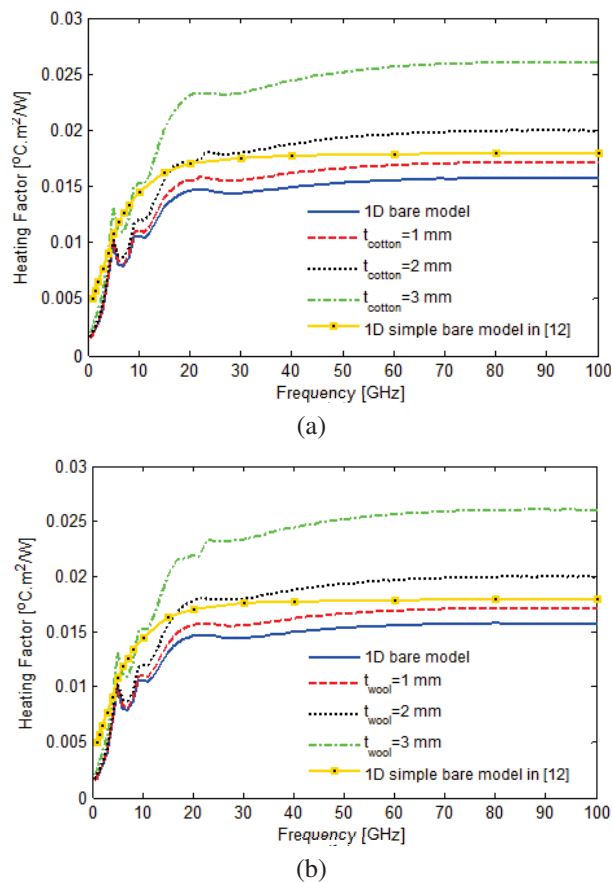 0.03
0.025
0.02
0.015
0.01
0.005
0
Heating Factor [°C.m²/W]
1D bare model
t_cotton=1 mm
t_cotton=2 mm
t_cotton=3 mm
1D simple bare model in [12]
0 10 20 30 40 50 60 70 80 90 100
Frequency [GHz]
(a)
0.03
0.025
0.02
0.015
0.01
0.005
0
Heating Factor [°C.m²/W]
1D bare model
t_wool=1 mm
t_wool=2 mm
t_wool=3 mm
1D simple bare model in [12]
0 10 20 30 40 50 60 70 80 90 100
Frequency [GHz]
(b)